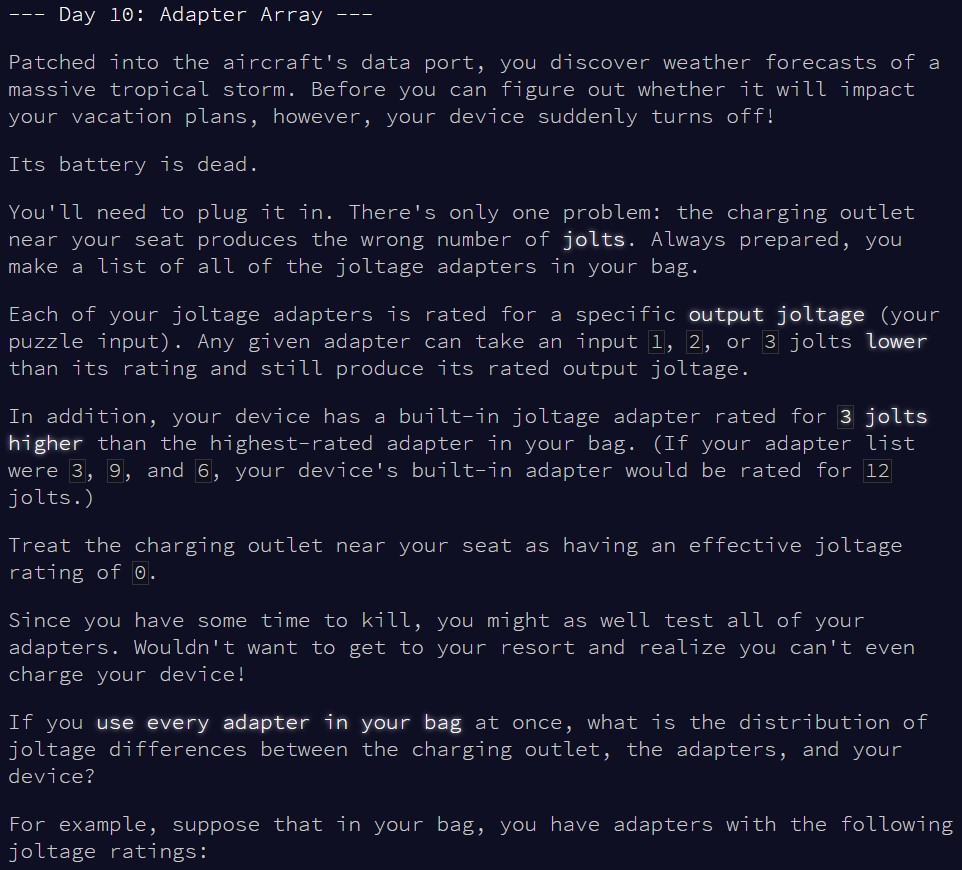 --- Day 10: Adapter Array ---
Patched into the aircraft's data port, you discover weather forecasts of a
massive tropical storm. Before you can figure out whether it will impact
your vacation plans, however, your device suddenly turns off!
Its battery is dead.
You'll need to plug it in. There's only one problem: the charging outlet
near your seat produces the wrong number of jolts. Always prepared, you
make a list of all of the joltage adapters in your bag.
Each of your joltage adapters is rated for a specific output joltage (your
puzzle input). Any given adapter can take an input 1, 2, or 3 jolts lower
than its rating and still produce its rated output joltage.
In addition, your device has a built-in joltage adapter rated for 3 jolts
higher than the highest-rated adapter in your bag. (If your adapter list
were 3, 9, and 6, your device's built-in adapter would be rated for 12
jolts.)
Treat the charging outlet near your seat as having an effective joltage
rating of 0.
Since you have some time to kill, you might as well test all of your
adapters. Wouldn't want to get to your resort and realize you can't even
charge your device!
If you use every adapter in your bag at once, what is the distribution of
joltage differences between the charging outlet, the adapters, and your
device?
For example, suppose that in your bag, you have adapters with the following
joltage ratings: